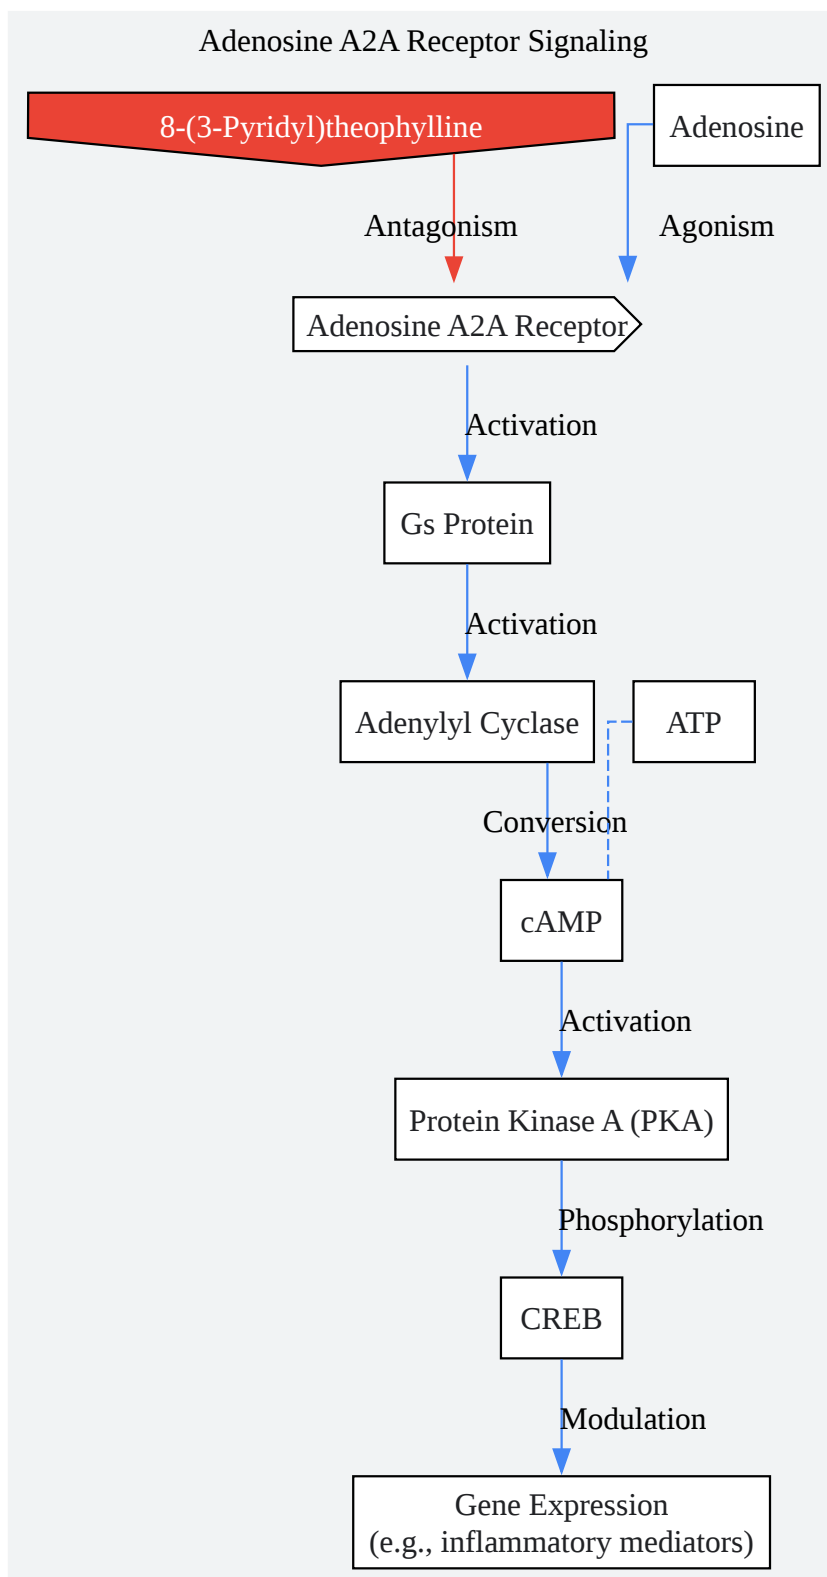 Adenosine A2A Receptor Signaling
8-(3-Pyridyl)theophylline
Adenosine
Antagonism
Agonism
Adenosine A2A Receptor
Activation
Gs Protein
Activation
Adenylyl Cyclase
ATP
Conversion
cAMP
Activation
Protein Kinase A (PKA)
Phosphorylation
CREB
Modulation
Gene Expression
(e.g., inflammatory mediators)